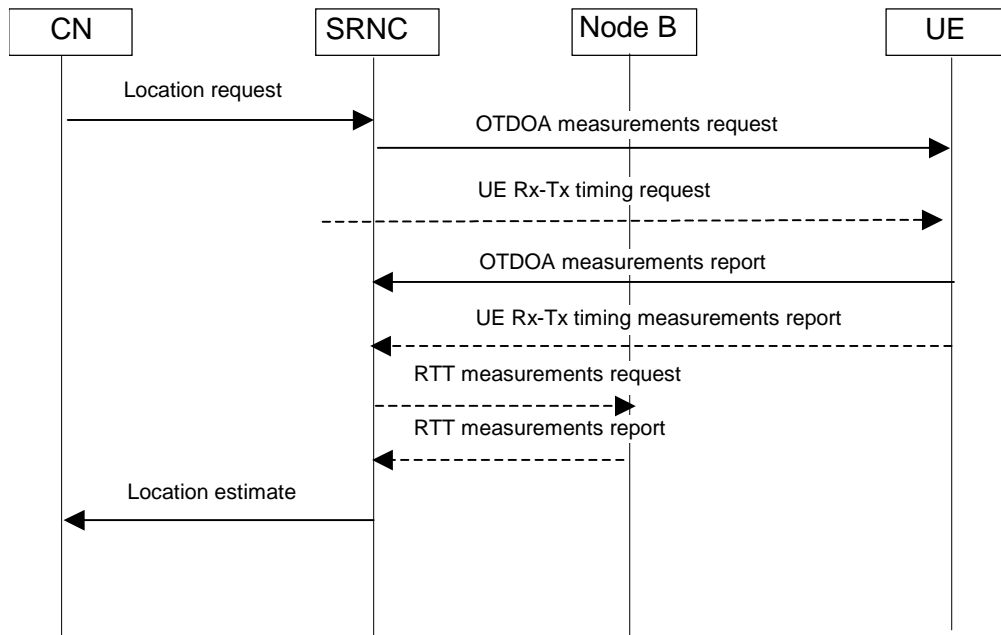 CN
SRNC
Node B
UE
Location request
OTDOA measurements request
UE Rx-Tx timing request
OTDOA measurements report
UE Rx-Tx timing measurements report
RTT measurements request
RTT measurements report
Location estimate